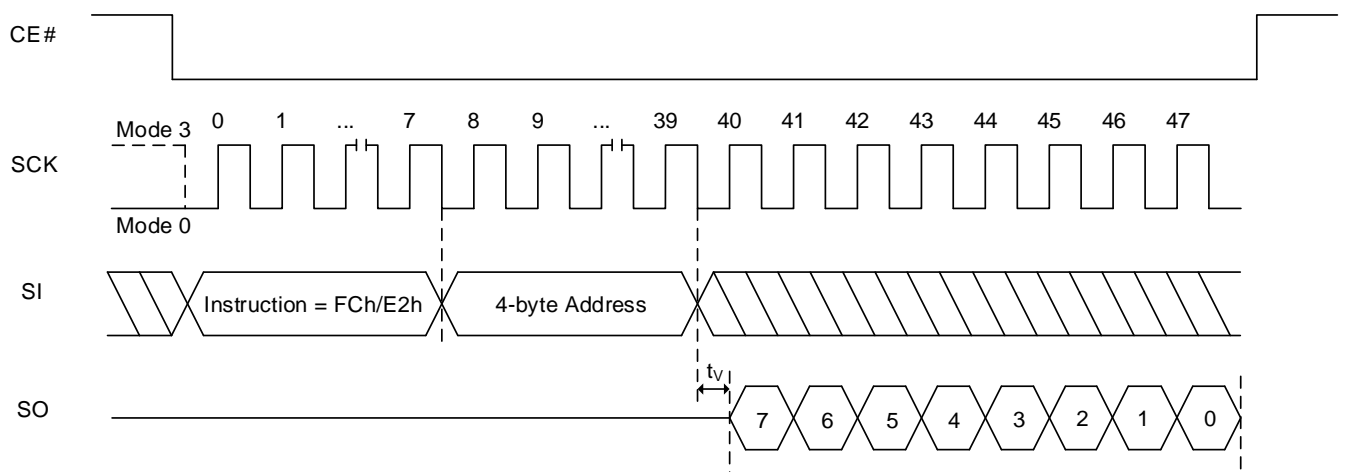 CE#
Mode 3 0 1 ... 7 8 9 ... 39 40 41 42 43 44 45 46 47
SCK
Mode 0
SI Instruction = FCh/E2h 4-byte Address
tV
SO 7 6 5 4 3 2 1 0